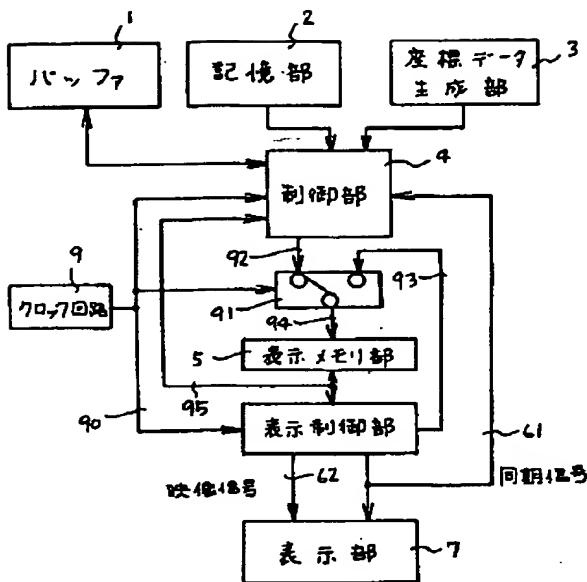 1
バッファ
2
記憶部
3
座標データ
生成部
4
制御部
92
93
9
クロック回路
91
94
5
表示メモリ部
95
90
表示制御部
61
62
映像信号
同期信号
表示部
7